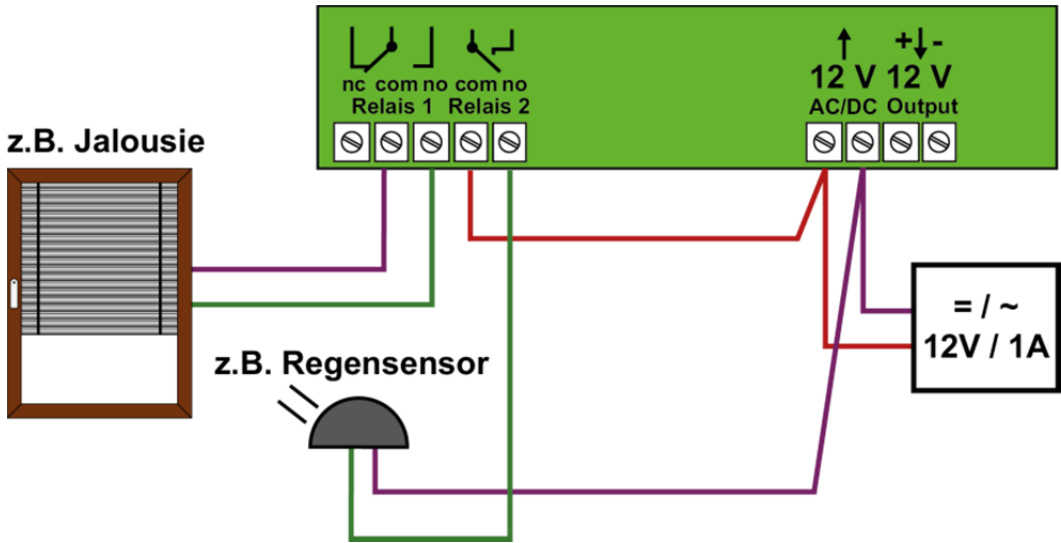 + -
12 V 12 V
nc com no com no
Relais 1 Relais 2
AC/DC Output
z.B. Jalousie
= / ~
12V / 1A
z.B. Regensensor